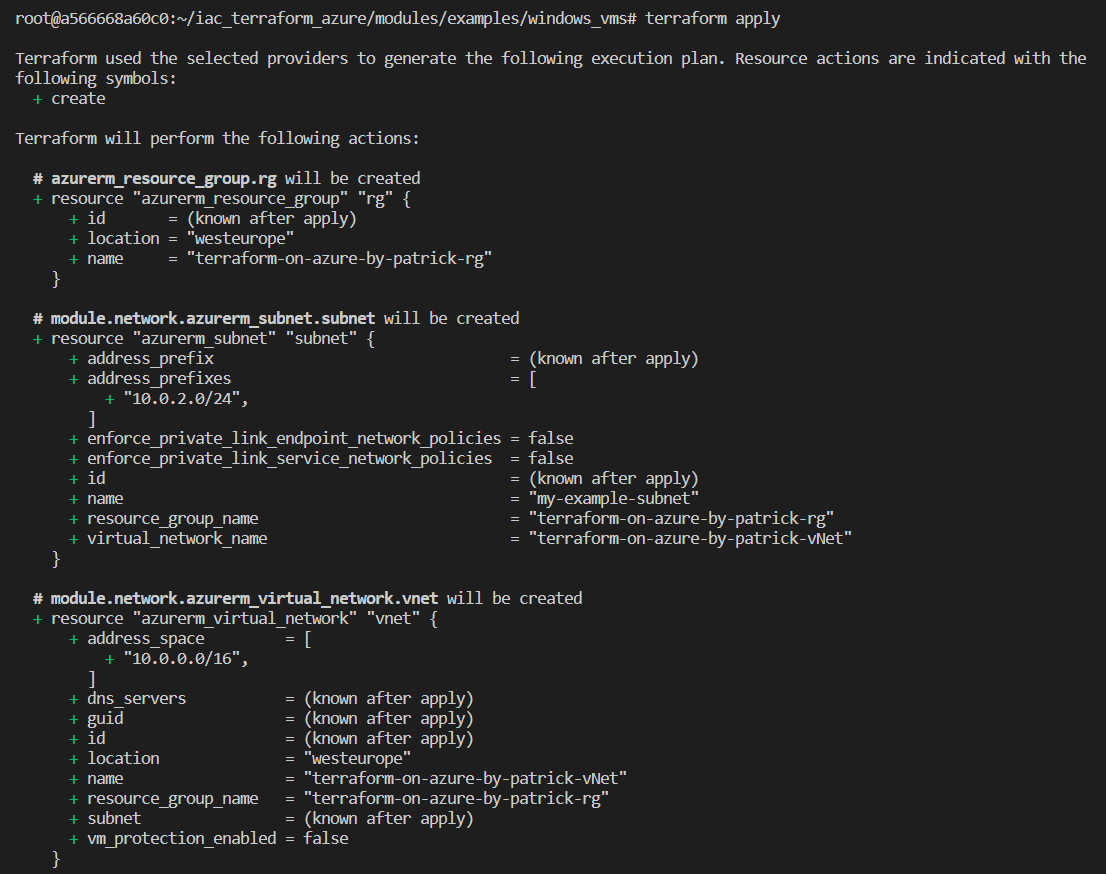 root@a566668a60c0:~/iac_terraform_azure/modules/examples/windows_vms# terraform apply

Terraform used the selected providers to generate the following execution plan. Resource actions are indicated with the
following symbols:
  + create

Terraform will perform the following actions:

  # azurerm_resource_group.rg will be created
  + resource "azurerm_resource_group" "rg" {
      + id       = (known after apply)
      + location = "westeurope"
      + name     = "terraform-on-azure-by-patrick-rg"
    }

  # module.network.azurerm_subnet.subnet will be created
  + resource "azurerm_subnet" "subnet" {
      + address_prefix                                 = (known after apply)
      + address_prefixes                               = [
          + "10.0.2.0/24",
        ]
      + enforce_private_link_endpoint_network_policies = false
      + enforce_private_link_service_network_policies  = false
      + id                                             = (known after apply)
      + name                                           = "my-example-subnet"
      + resource_group_name                            = "terraform-on-azure-by-patrick-rg"
      + virtual_network_name                           = "terraform-on-azure-by-patrick-vNet"
    }

  # module.network.azurerm_virtual_network.vnet will be created
  + resource "azurerm_virtual_network" "vnet" {
      + address_space         = [
          + "10.0.0.0/16",
        ]
      + dns_servers           = (known after apply)
      + guid                  = (known after apply)
      + id                    = (known after apply)
      + location              = "westeurope"
      + name                  = "terraform-on-azure-by-patrick-vNet"
      + resource_group_name   = "terraform-on-azure-by-patrick-rg"
      + subnet                = (known after apply)
      + vm_protection_enabled = false
    }